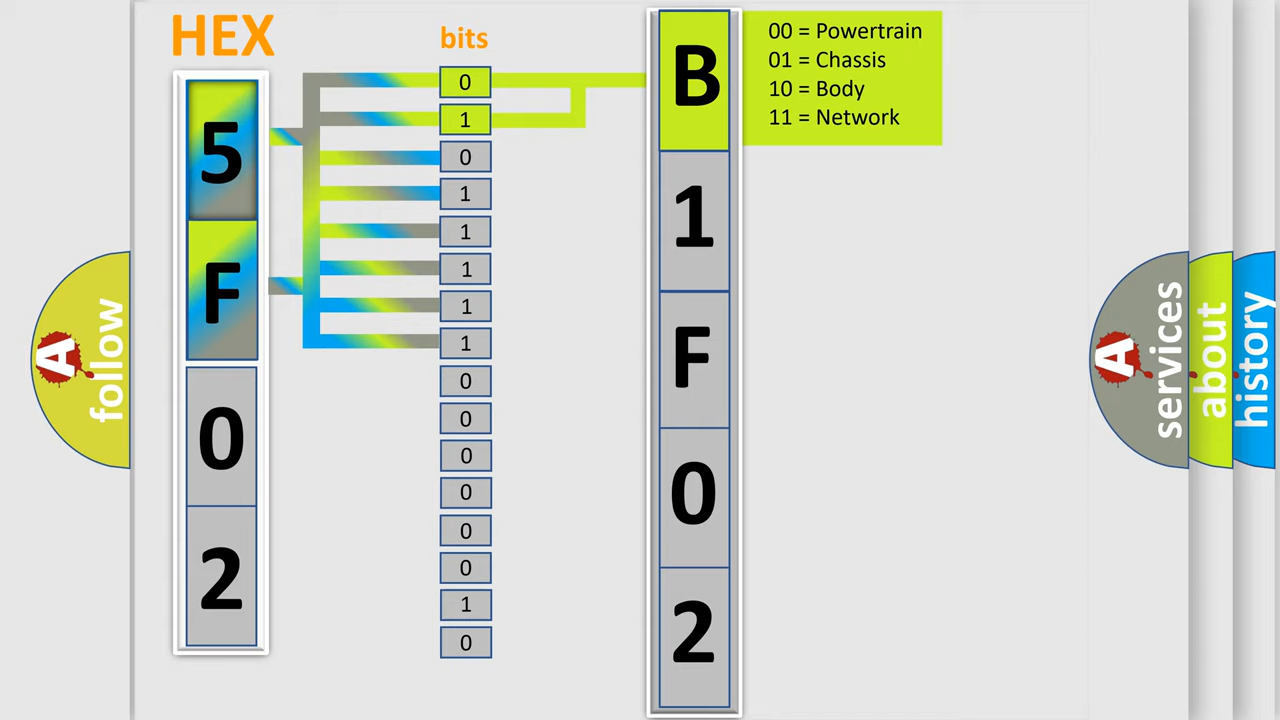 HEX
bits
5
F
0
2
0
1
0
1
1
1
1
1
0
0
0
0
0
0
1
0
B
1
F
0
2
00 = Powertrain
01 = Chassis
10 = Body
11 = Network
A
follow
A
services
about
history